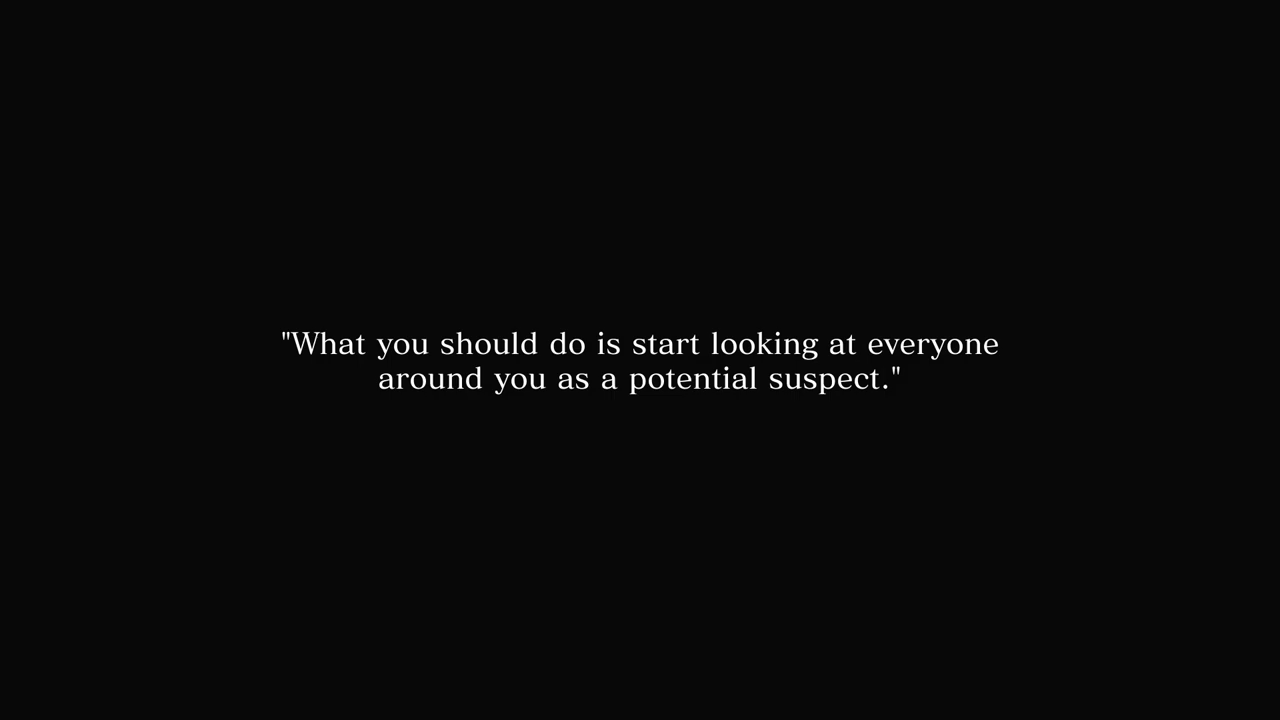 "What you should do is start looking at everyone
around you as a potential suspect."